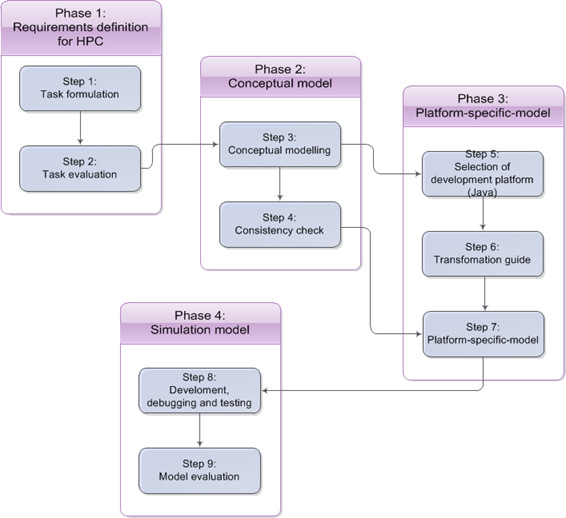 Phase 1:
Requirements definition
for HPC
Step 1:
Task formulation
Step 2:
Task evaluation
Phase 2:
Conceptual model
Step 3:
Conceptual modelling
Step 4:
Consistency check
Phase 3:
Platform-specific-model
Step 5:
Selection of
development platform
(Java)
Step 6:
Transfomation guide
Step 7:
Platform-specific-model
Phase 4:
Simulation model
Step 8:
Develoment,
debugging and testing
Step 9:
Model evaluation